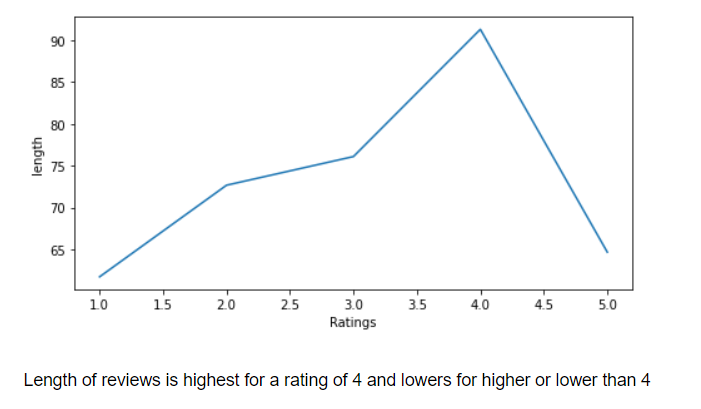 90
85
80
75
70
65
length
1.0 1.5 2.0 2.5 3.0 3.5 4.0 4.5 5.0
Ratings
Length of reviews is highest for a rating of 4 and lowers for higher or lower than 4